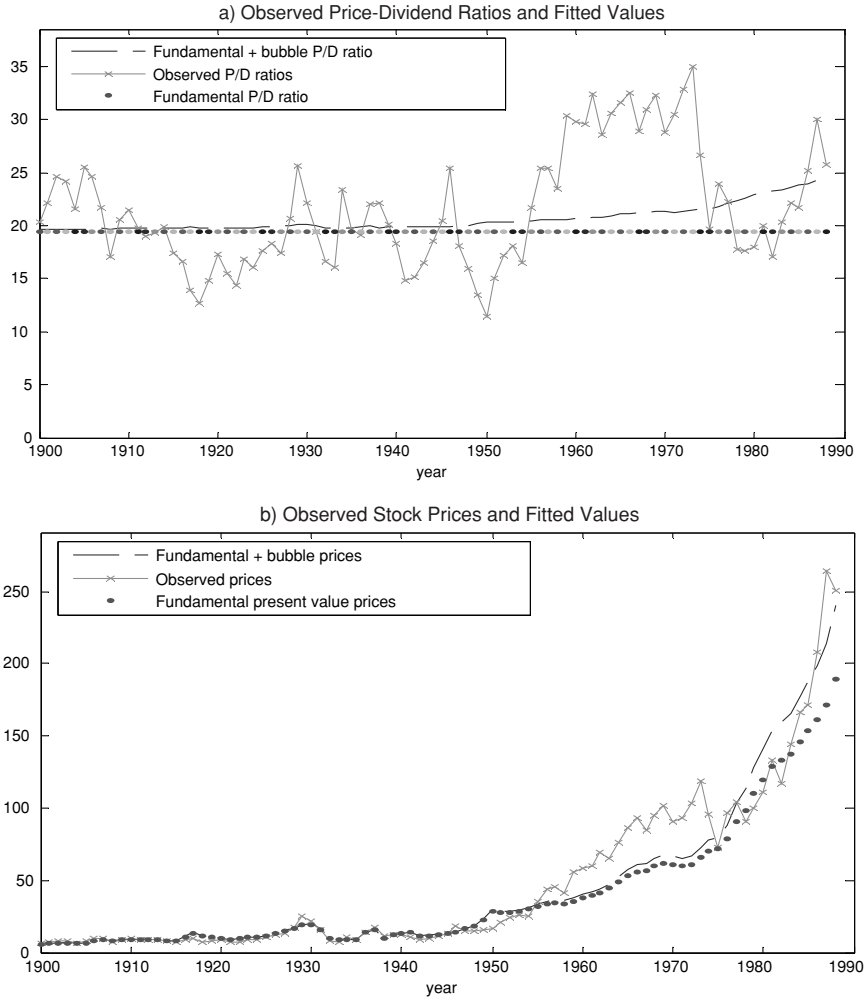 a) Observed Price-Dividend Ratios and Fitted Values
Fundamental + bubble P/D ratio
Observed P/D ratios
Fundamental P/D ratio
35
30
25
20
15
10
5
0
1900 1910 1920 1930 1940 1950 1960 1970 1980 1990
year
b) Observed Stock Prices and Fitted Values
Fundamental + bubble prices
Observed prices
Fundamental present value prices
250
200
150
100
50
0
1900 1910 1920 1930 1940 1950 1960 1970 1980 1990
year